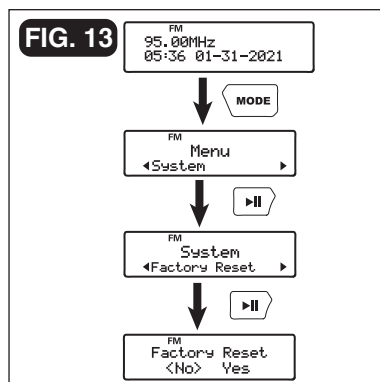 FIG. 13
FM
95.00MHz
05:36 01-31-2021
MODE
FM
Menu
◄System ►
►II
FM
System
◄Factory Reset ►
►II
FM
Factory Reset
<No> Yes